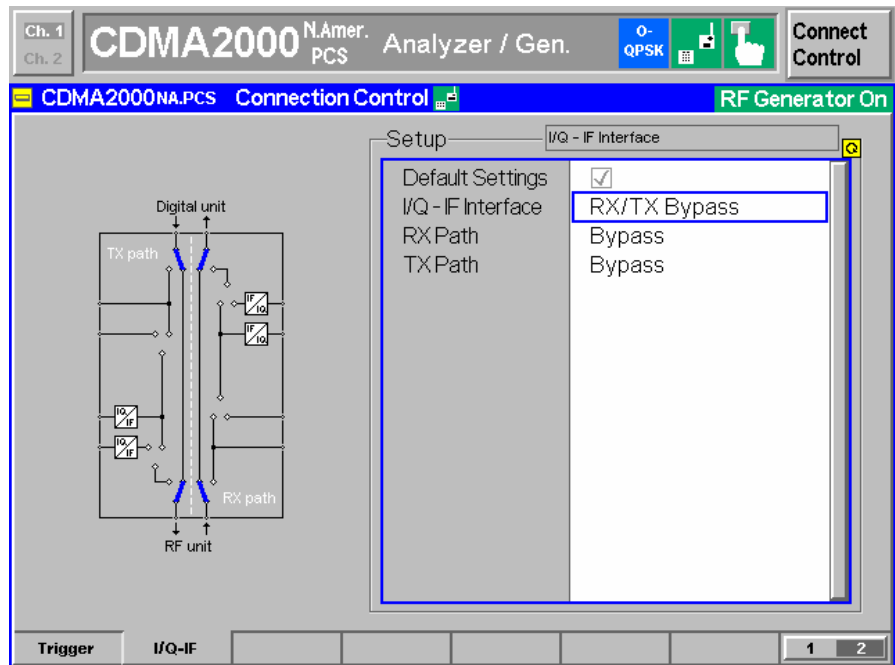 Ch. 1
Ch. 2
CDMA2000 N.Amer. PCS Analyzer / Gen.
O-QPSK
Connect Control
CDMA2000 NA.PCS Connection Control
RF Generator On
Setup
I/Q - IF Interface
Q
Default Settings
I/Q - IF Interface RX/TX Bypass
RX Path Bypass
TX Path Bypass
Digital unit
TX path
IF IQ
IF IQ
IQ IF
IQ IF
RX path
RF unit
Trigger I/Q-IF 1 2